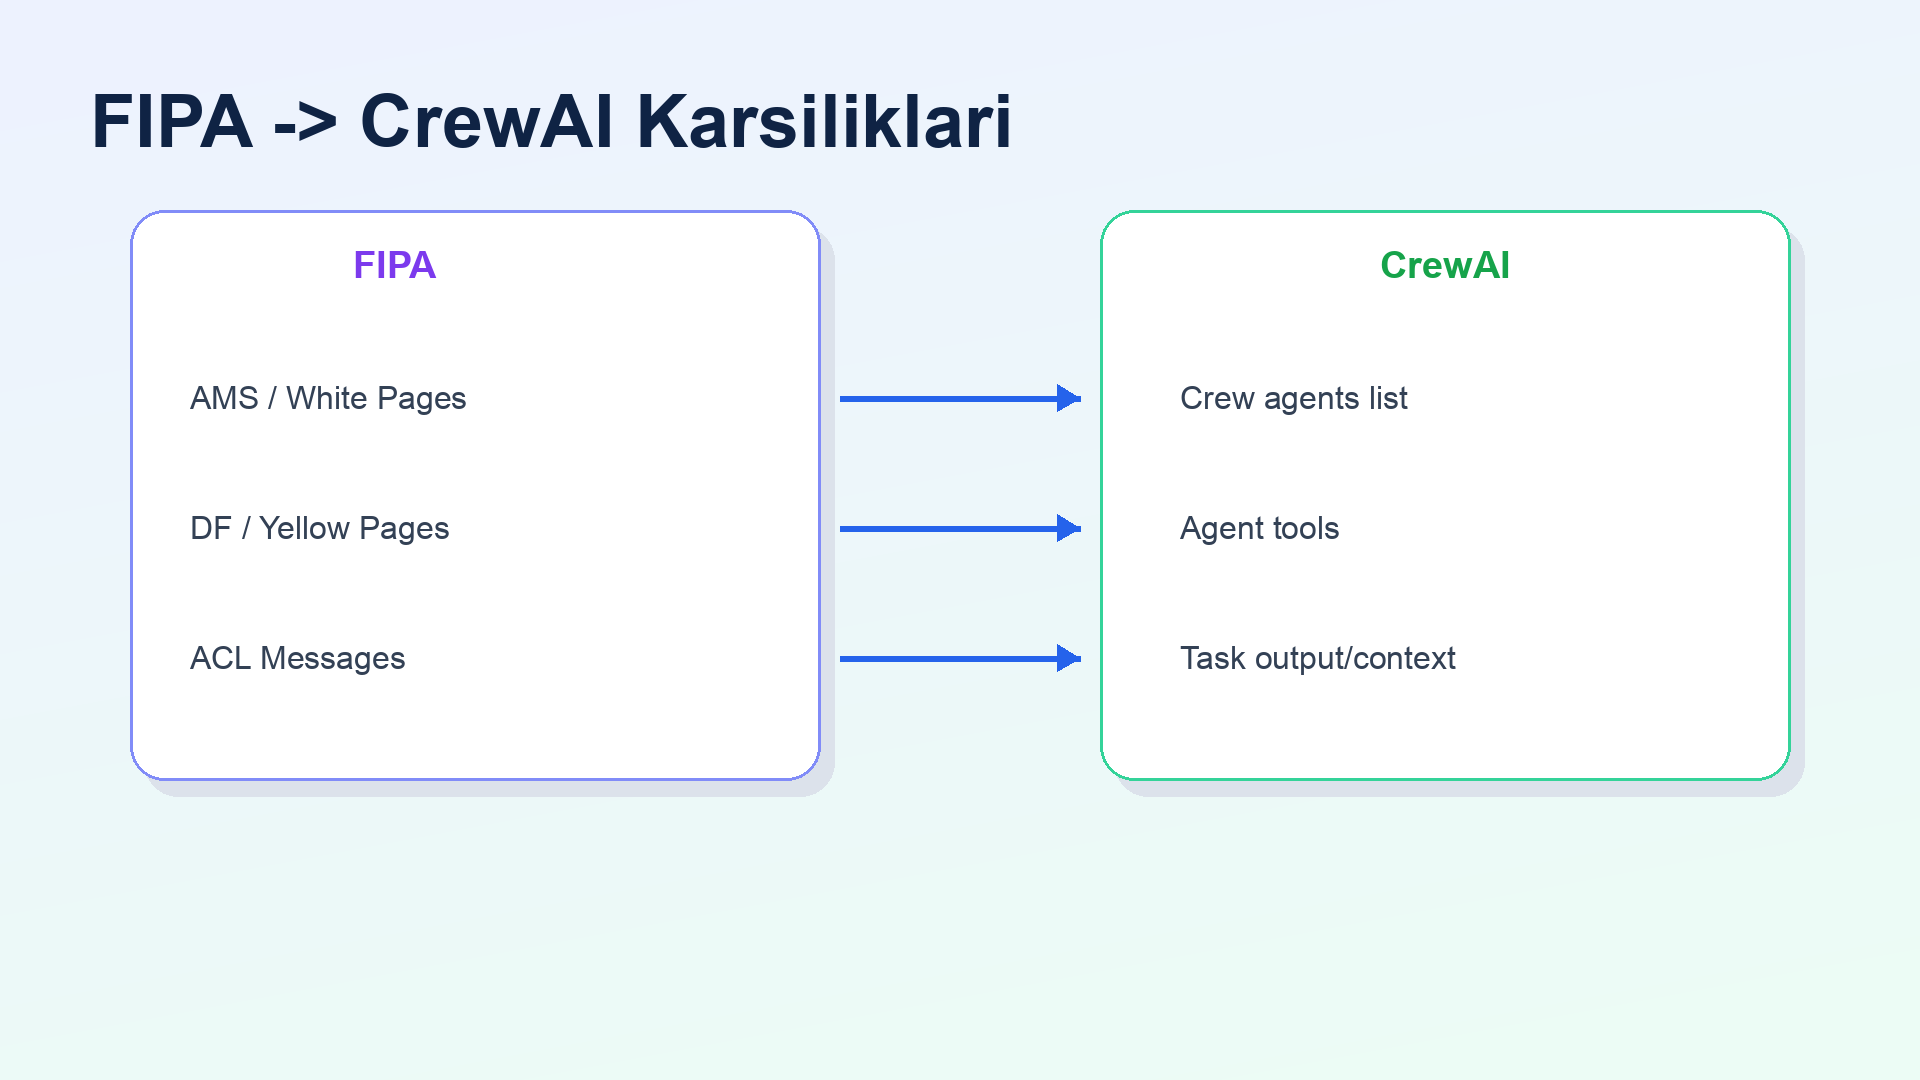 FIPA -> CrewAI Karsiliklari
FIPA
AMS / White Pages
DF / Yellow Pages
ACL Messages
CrewAI
Crew agents list
Agent tools
Task output/context